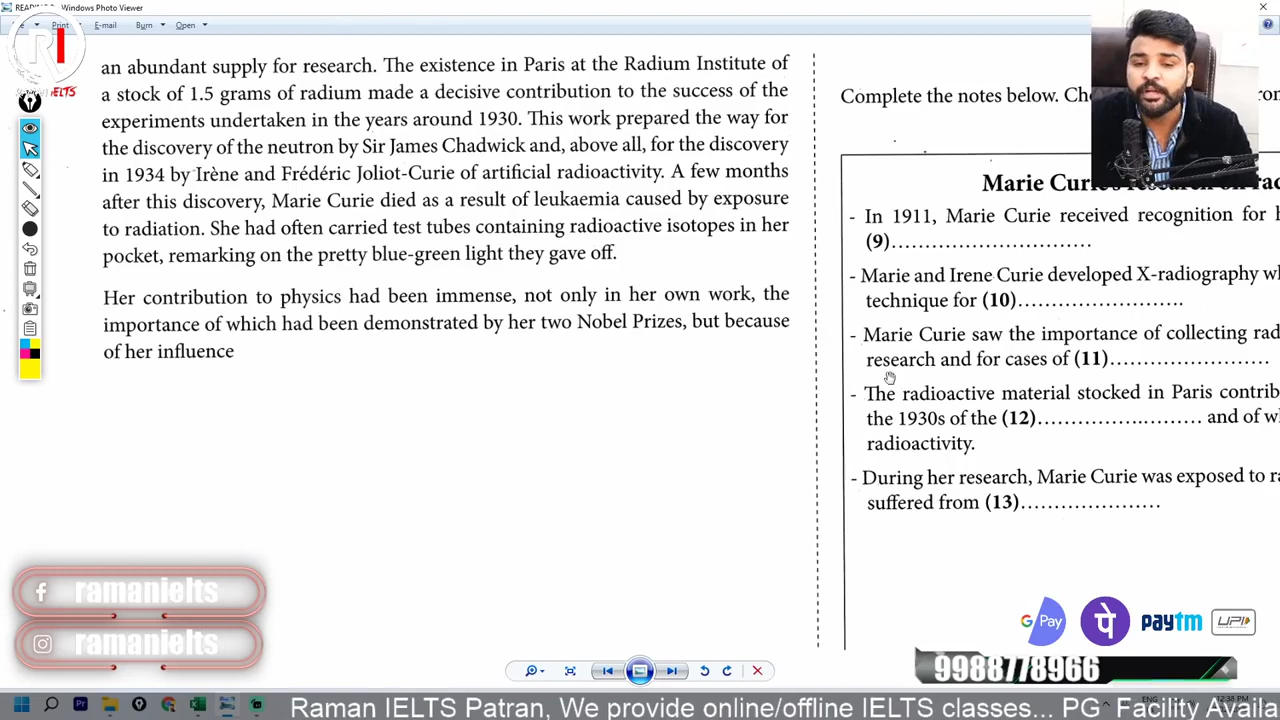 READING - Windows Photo Viewer
Print
E-mail
Burn
Open
RI
IELTS
an abundant supply for research. The existence in Paris at the Radium Institute of
a stock of 1.5 grams of radium made a decisive contribution to the success of the
experiments undertaken in the years around 1930. This work prepared the way for
the discovery of the neutron by Sir James Chadwick and, above all, for the discovery
in 1934 by Irène and Frédéric Joliot-Curie of artificial radioactivity. A few months
after this discovery, Marie Curie died as a result of leukaemia caused by exposure
to radiation. She had often carried test tubes containing radioactive isotopes in her
pocket, remarking on the pretty blue-green light they gave off.
Her contribution to physics had been immense, not only in her own work, the
importance of which had been demonstrated by her two Nobel Prizes, but because
of her influence
Complete the notes below.
Marie Curie's research on
- In 1911, Marie Curie received recognition for
(9)..................................
- Marie and Irene Curie developed X-radiography
technique for (10)............................
- Marie Curie saw the importance of collecting
research and for cases of (11)..........................
- The radioactive material stocked in Paris
the 1930s of the (12)............................ and of
radioactivity.
- During her research, Marie Curie was exposed to
suffered from (13).......................
ramanielts
ramanielts
G Pay
पे
paytm
UPI
9988778966
ENG
12:38 PM
Raman IELTS Patran, We provide online/offline IELTS classes... PG Facility